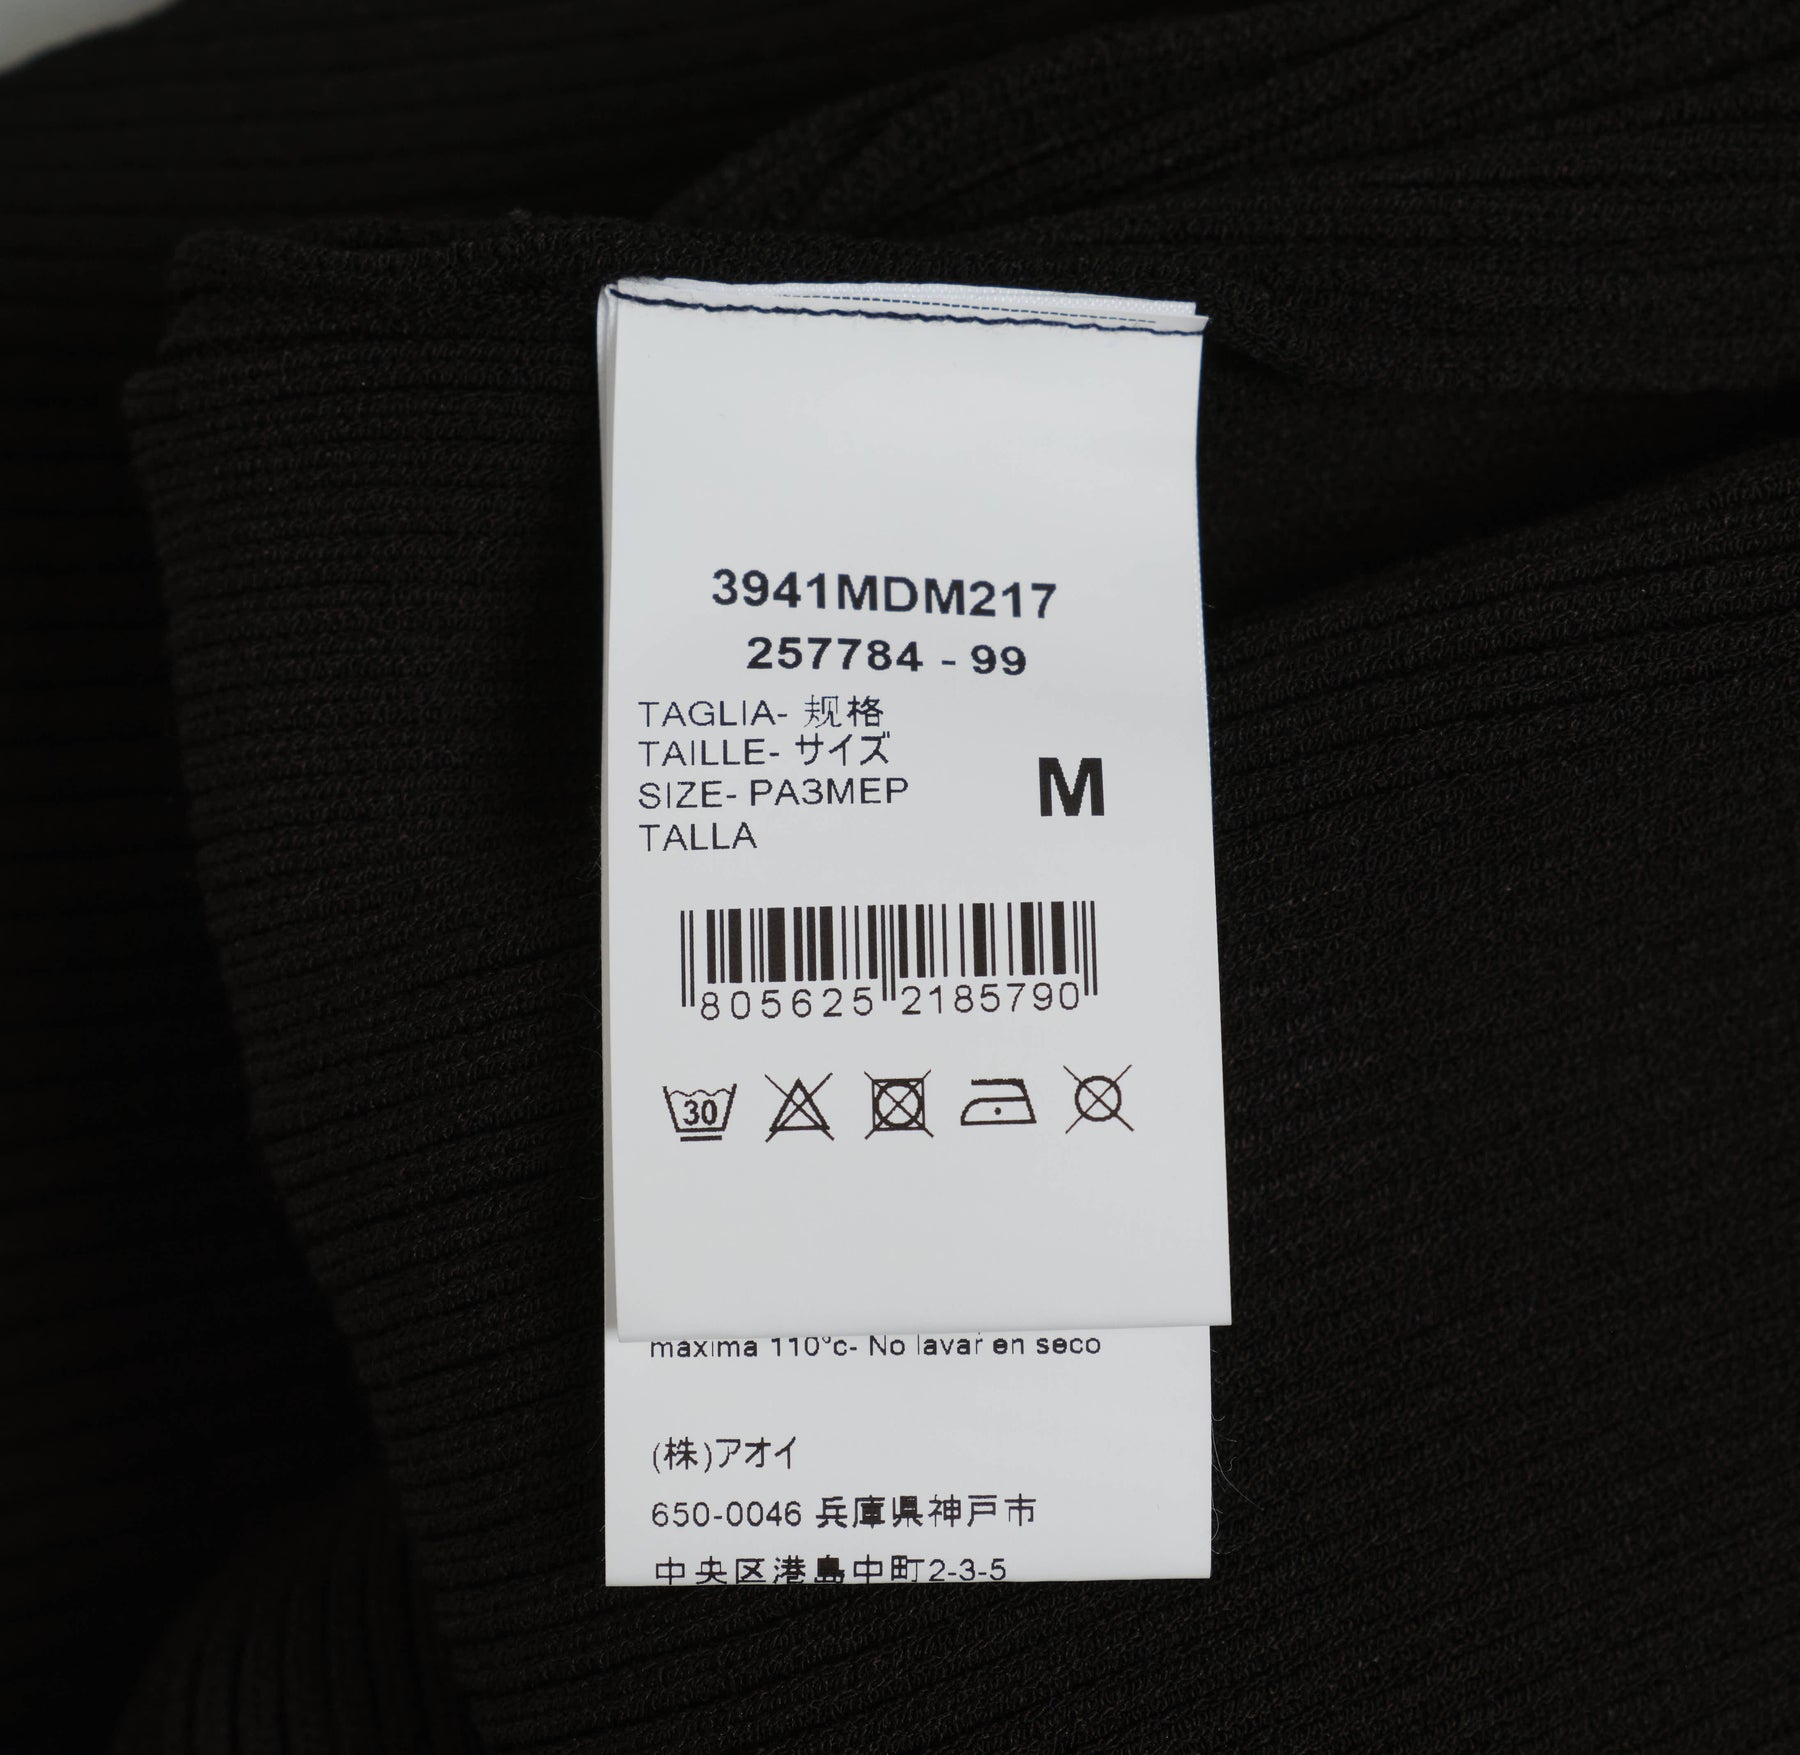 3941MDM217
257784 - 99
TAGLIA- 规格
TAILLE- サイズ
SIZE- РАЗМЕР
TALLA
M
805625 2185790
30
maxima 110°c- No lavar en seco
(株)アオイ
650-0046 兵庫県神戸市
中央区港島中町2-3-5